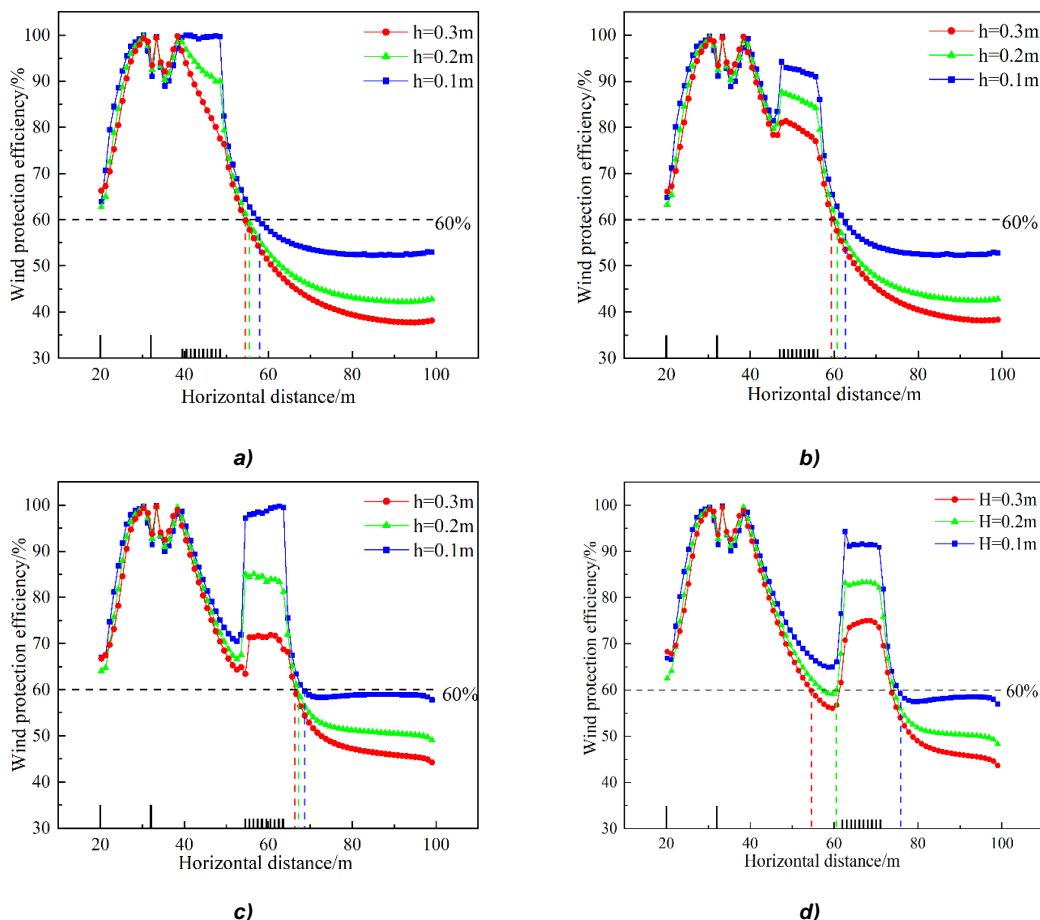 100
90
80
70
60
50
40
30
Wind protection efficiency/%
h=0.3m
h=0.2m
h=0.1m
60%
20 40 60 80 100
Horizontal distance/m
a)
100
90
80
70
60
50
40
30
Wind protection efficiency/%
h=0.3m
h=0.2m
h=0.1m
60%
20 40 60 80 100
Horizontal distance/m
b)
100
90
80
70
60
50
40
30
Wind protection efficiency/%
h=0.3m
h=0.2m
h=0.1m
60%
20 40 60 80 100
Horizontal distance/m
c)
100
90
80
70
60
50
40
30
Wind protection efficiency/%
H=0.3m
H=0.2m
H=0.1m
60%
20 40 60 80 100
Horizontal distance/m
d)